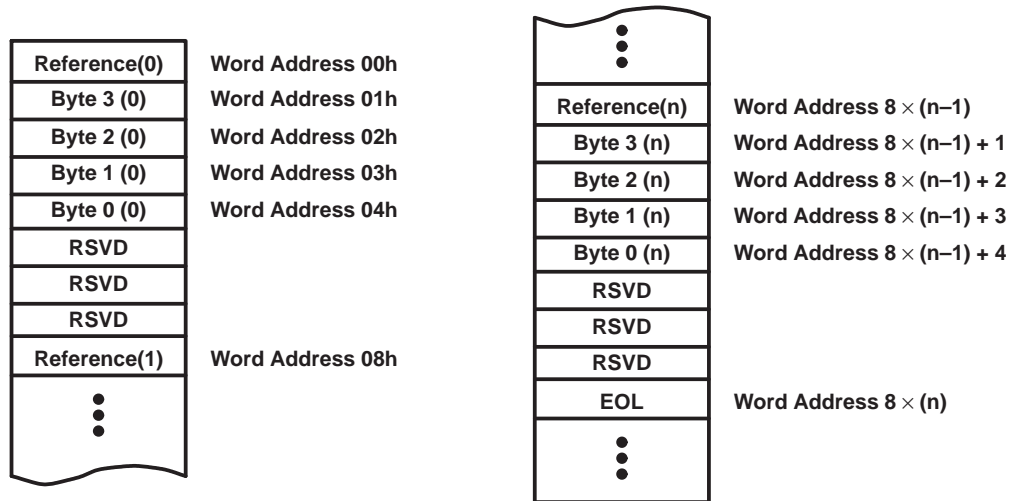 Reference(0) Word Address 00h
Byte 3 (0) Word Address 01h
Byte 2 (0) Word Address 02h
Byte 1 (0) Word Address 03h
Byte 0 (0) Word Address 04h
RSVD
RSVD
RSVD
Reference(1) Word Address 08h
Reference(n) Word Address 8 × (n–1)
Byte 3 (n) Word Address 8 × (n–1) + 1
Byte 2 (n) Word Address 8 × (n–1) + 2
Byte 1 (n) Word Address 8 × (n–1) + 3
Byte 0 (n) Word Address 8 × (n–1) + 4
RSVD
RSVD
RSVD
EOL Word Address 8 × (n)